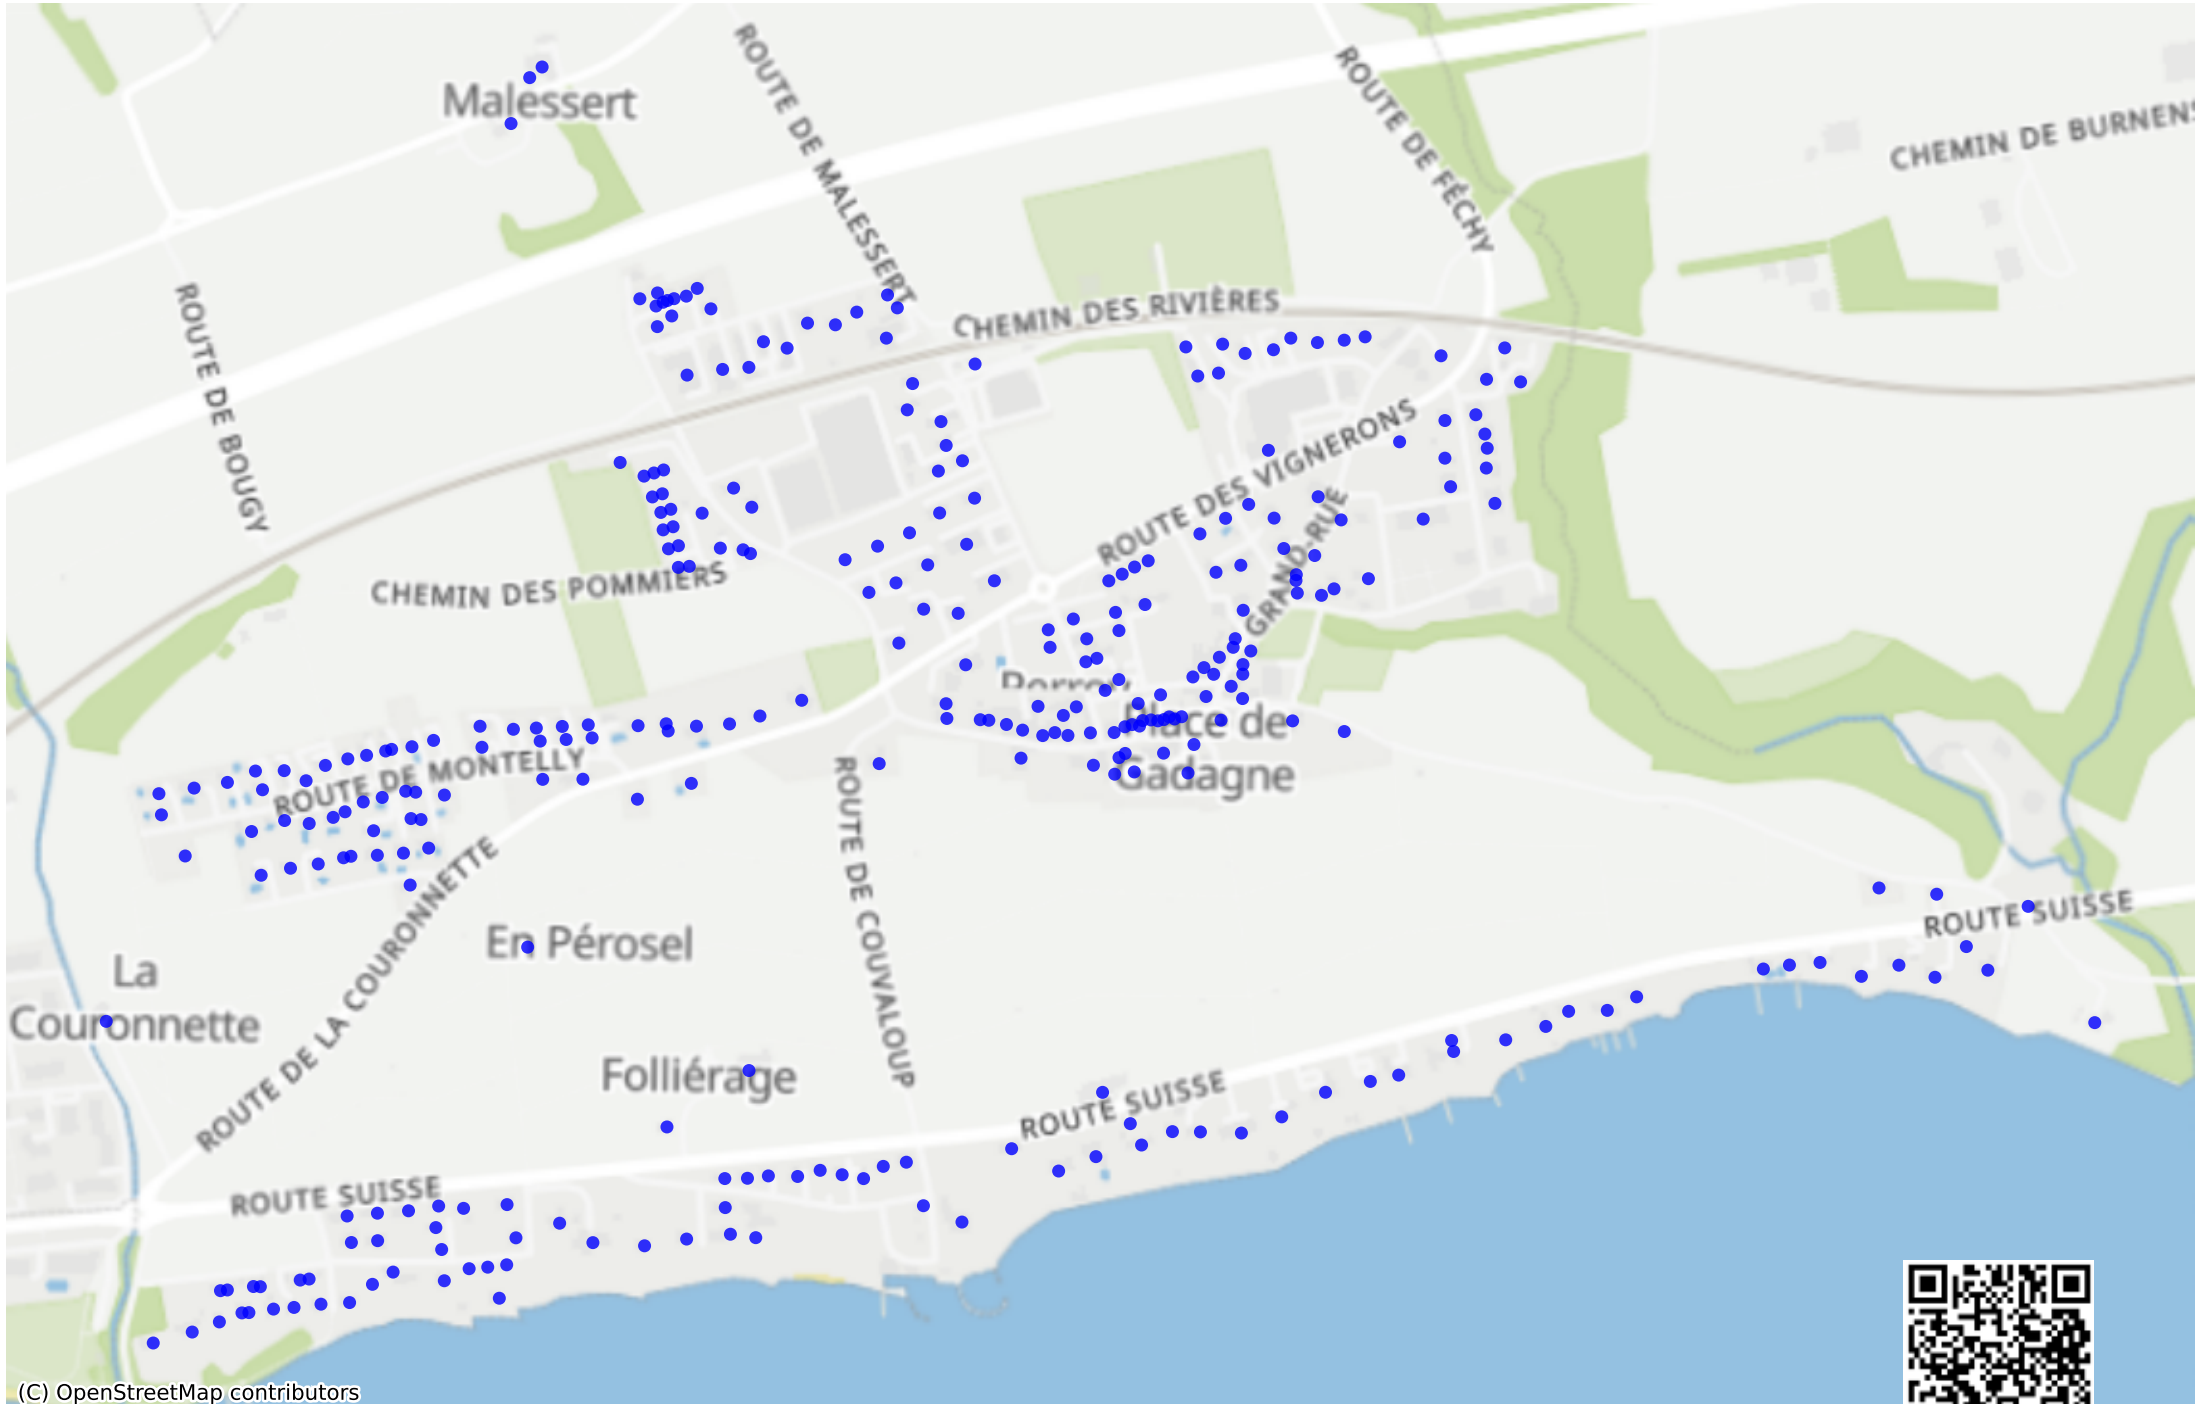 Malessert
ROUTE DE MALESSERT
ROUTE DE FÉCHY
CHEMIN DE BURNENS
ROUTE DE BOUGY
CHEMIN DES RIVIÈRES
ROUTE DES VIGNERONS
GRAND-RUE
CHEMIN DES POMMIERS
Perroy
Place de
Gadagne
ROUTE DE MONTELLY
ROUTE DE LA COURONNETTE
ROUTE DE COUVALOUP
En Pérosel
La
Couronnette
Folliérage
ROUTE SUISSE
ROUTE SUISSE
ROUTE SUISSE
(C) OpenStreetMap contributors